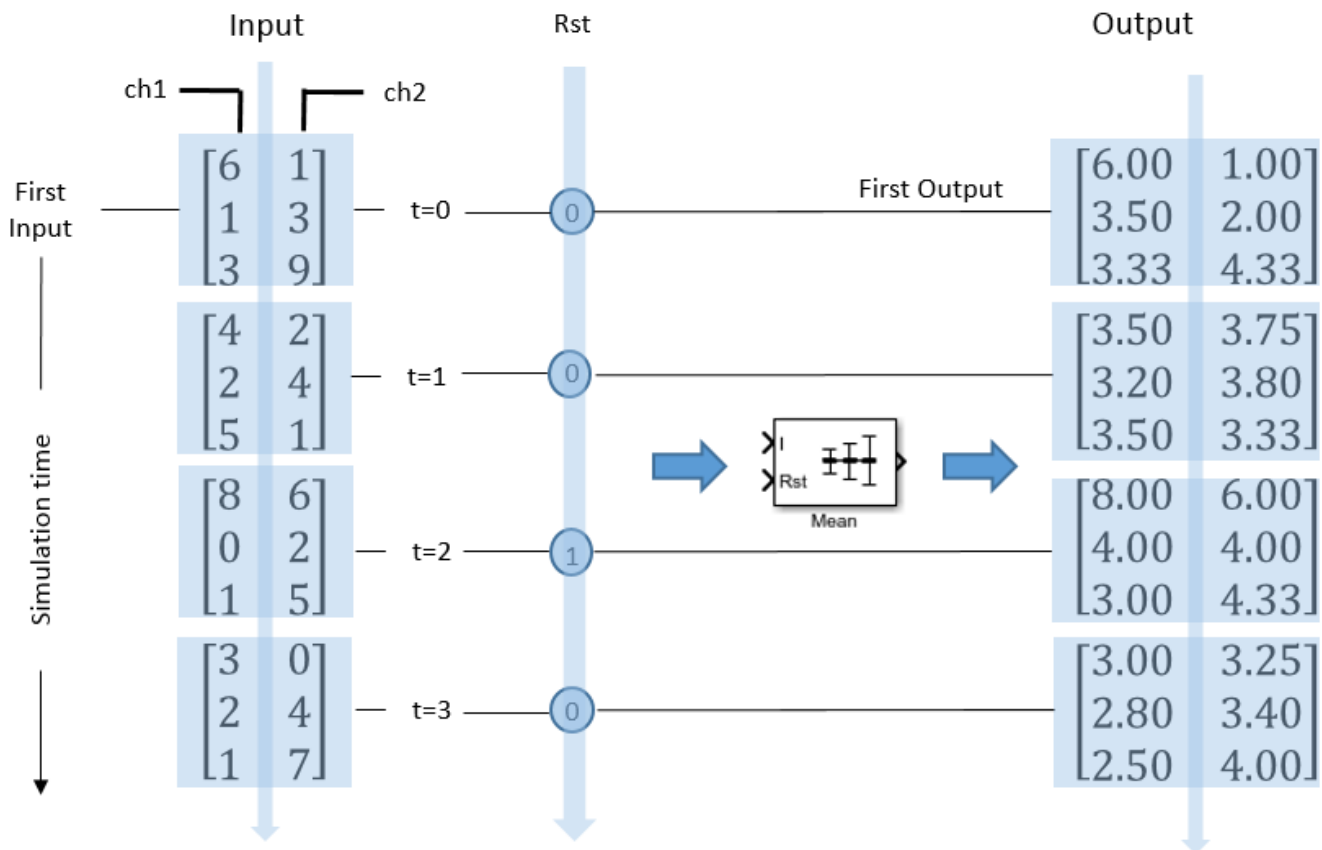 Input
Rst
Output
ch1
ch2
First
Input
6 1
1 3
3 9
t=0
0
First Output
6.00 1.00
3.50 2.00
3.33 4.33
4 2
2 4
5 1
t=1
0
3.50 3.75
3.20 3.80
3.50 3.33
Simulation time
I
Rst
Mean
8 6
0 2
1 5
t=2
1
8.00 6.00
4.00 4.00
3.00 4.33
3 0
2 4
1 7
t=3
0
3.00 3.25
2.80 3.40
2.50 4.00